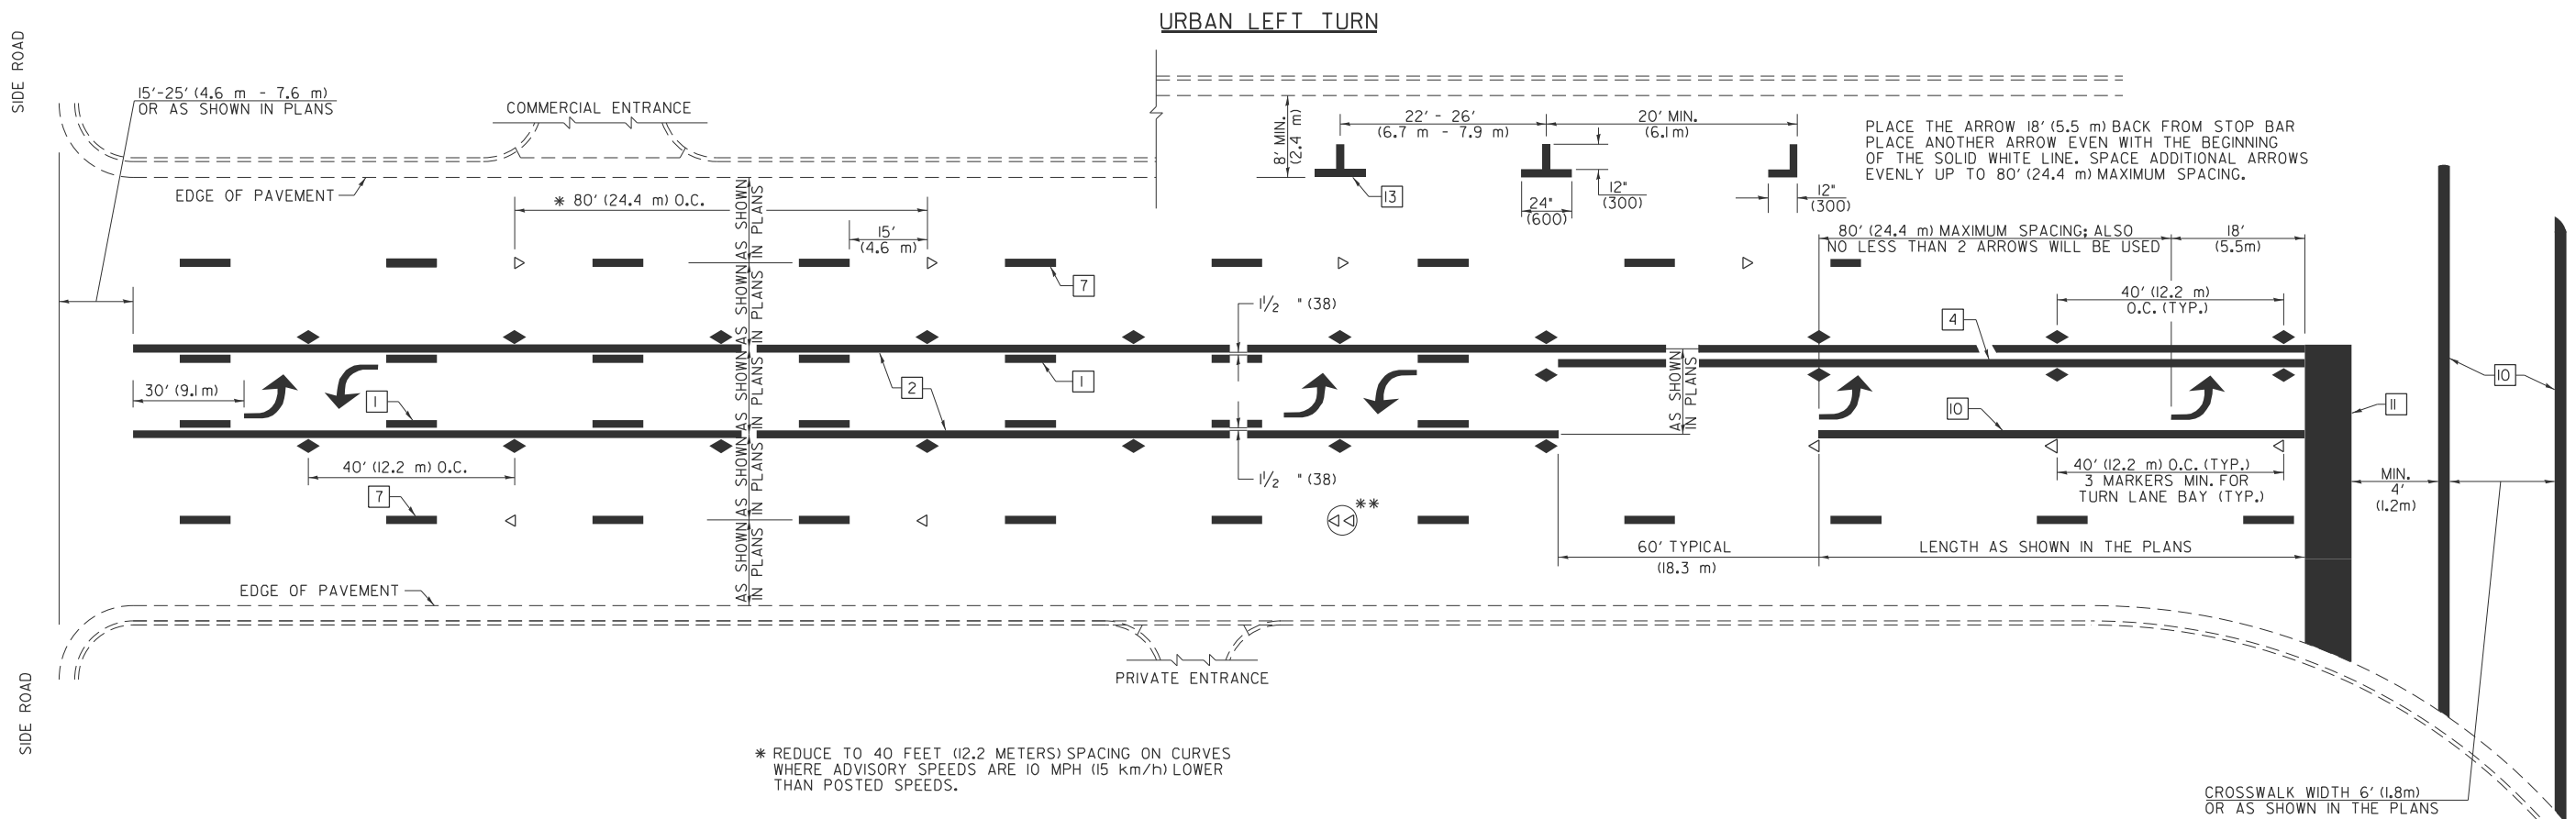 URBAN LEFT TURN
SIDE ROAD
15'-25' (4.6 m - 7.6 m)
OR AS SHOWN IN PLANS
COMMERCIAL ENTRANCE
EDGE OF PAVEMENT
* 80' (24.4 m) O.C.
15'
(4.6 m)
AS SHOWN
IN PLANS
AS SHOWN
IN PLANS
AS SHOWN
IN PLANS
AS SHOWN
IN PLANS
AS SHOWN
IN PLANS
8' MIN.
(2.4 m)
22' - 26'
(6.7 m - 7.9 m)
20' MIN.
(6.1m)
13
24"
(600)
12"
(300)
12"
(300)
PLACE THE ARROW 18' (5.5 m) BACK FROM STOP BAR
PLACE ANOTHER ARROW EVEN WITH THE BEGINNING
OF THE SOLID WHITE LINE. SPACE ADDITIONAL ARROWS
EVENLY UP TO 80' (24.4 m) MAXIMUM SPACING.
80' (24.4 m) MAXIMUM SPACING; ALSO
NO LESS THAN 2 ARROWS WILL BE USED
18'
(5.5m)
7
1 1/2 " (38)
40' (12.2 m)
O.C. (TYP.)
4
30' (9.1 m)
1
2
1
AS SHOWN
IN PLANS
10
11
10
40' (12.2 m) O.C.
7
1 1/2 " (38)
**
40' (12.2 m) O.C. (TYP.)
3 MARKERS MIN. FOR
TURN LANE BAY (TYP.)
MIN.
4'
(1.2m)
60' TYPICAL
(18.3 m)
LENGTH AS SHOWN IN THE PLANS
EDGE OF PAVEMENT
PRIVATE ENTRANCE
SIDE ROAD
* REDUCE TO 40 FEET (12.2 METERS) SPACING ON CURVES
WHERE ADVISORY SPEEDS ARE 10 MPH (15 km/h) LOWER
THAN POSTED SPEEDS.
CROSSWALK WIDTH 6' (1.8m)
OR AS SHOWN IN THE PLANS